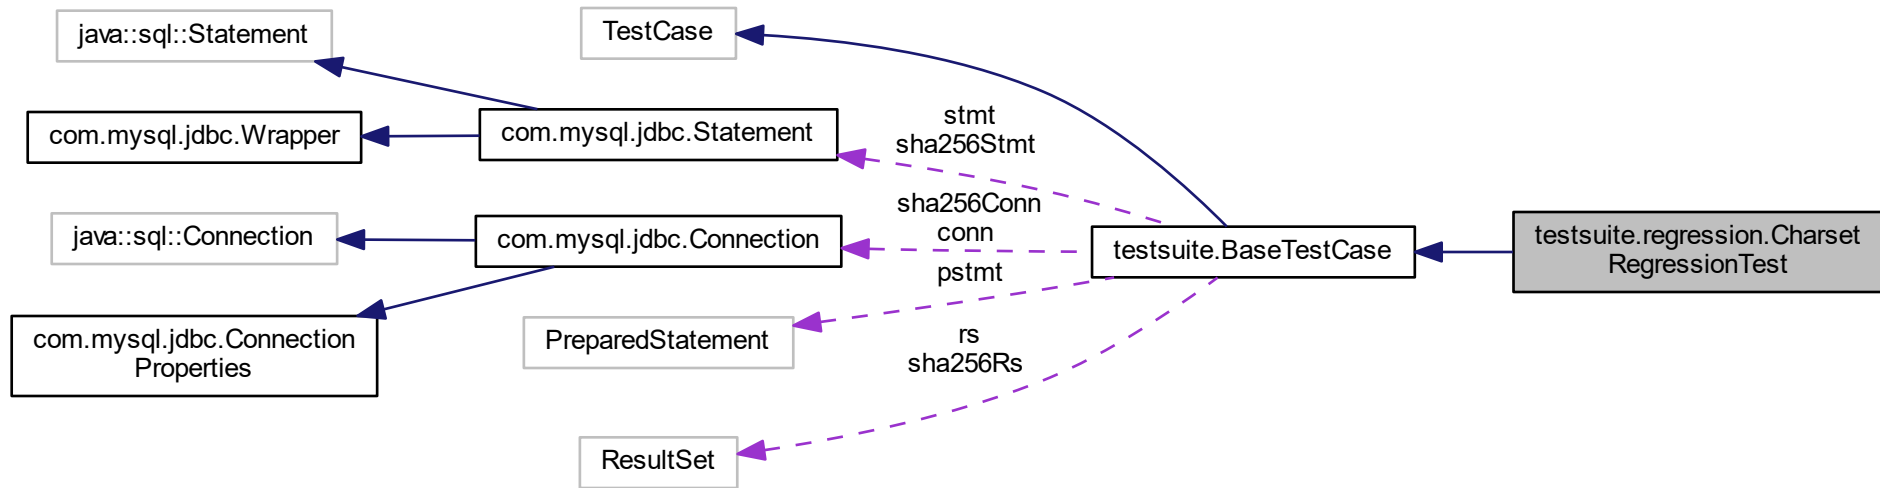 java::sql::Statement
TestCase
com.mysql.jdbc.Wrapper
com.mysql.jdbc.Statement
stmt
sha256Stmt
java::sql::Connection
com.mysql.jdbc.Connection
sha256Conn
conn
testsuite.BaseTestCase
testsuite.regression.Charset
RegressionTest
com.mysql.jdbc.Connection
Properties
PreparedStatement
pstmt
rs
sha256Rs
ResultSet